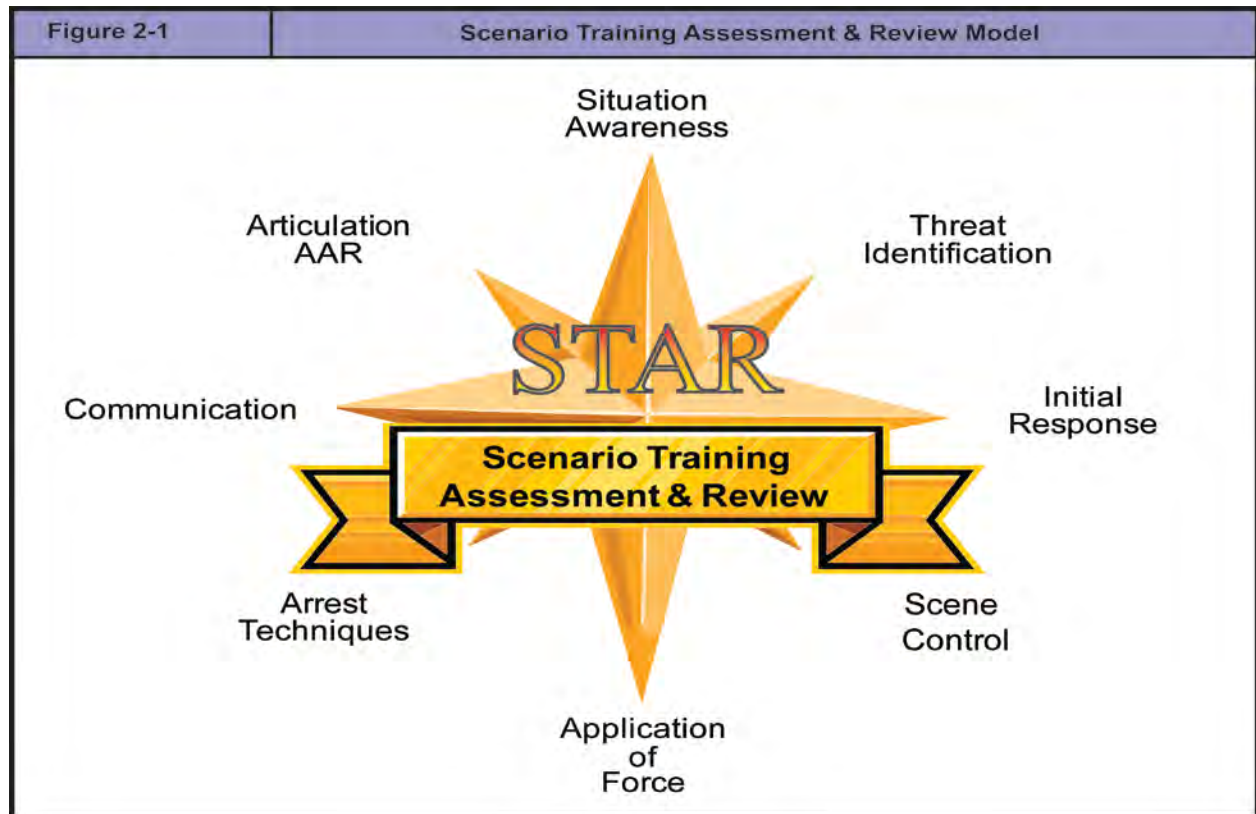 Figure 2-1
Scenario Training Assessment & Review Model
Situation
Awareness
Articulation
AAR
Threat
Identification
STAR
Communication
Initial
Response
Scenario Training
Assessment & Review
Arrest
Techniques
Scene
Control
Application
of
Force